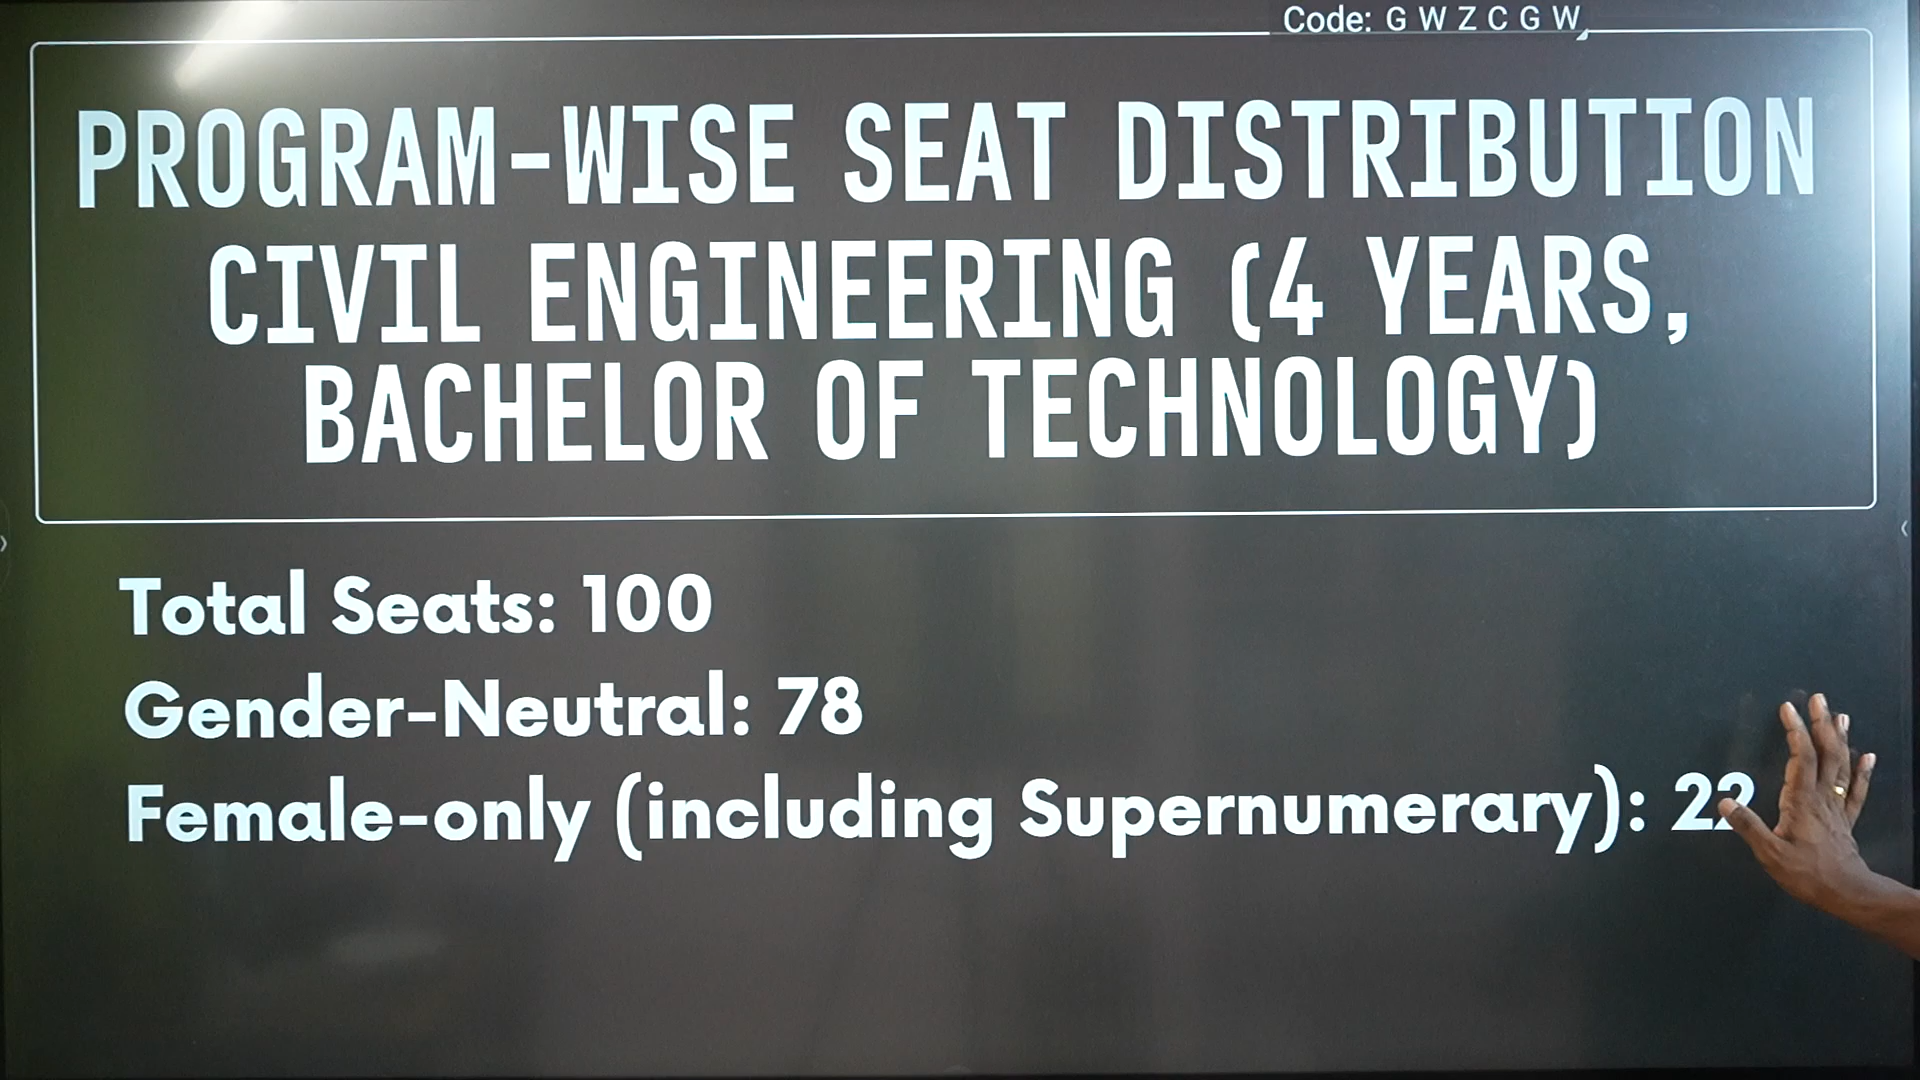 Code: G W Z C G W
PROGRAM-WISE SEAT DISTRIBUTION
CIVIL ENGINEERING (4 YEARS,
BACHELOR OF TECHNOLOGY)
Total Seats: 100
Gender-Neutral: 78
Female-only (including Supernumerary): 22